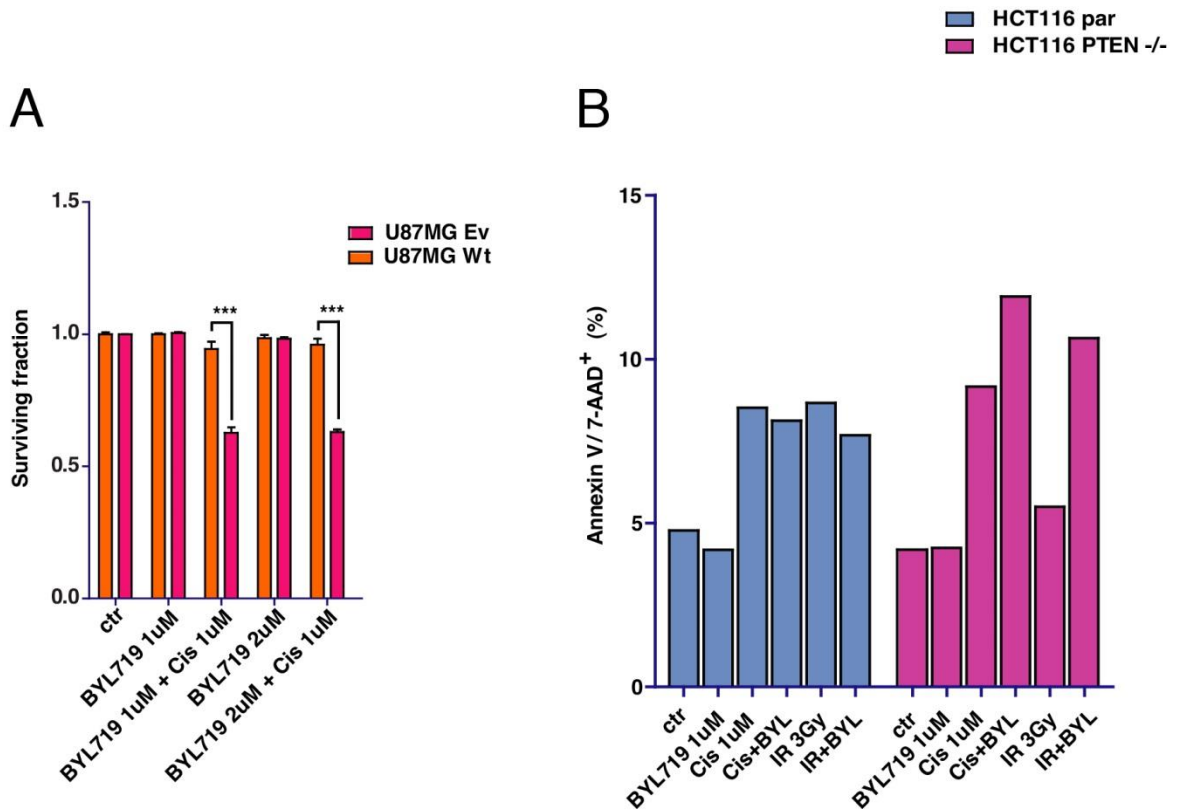 HCT116 par
HCT116 PTEN -/-
A
B
1.5
1.0
0.5
0.0
Surviving fraction
U87MG Ev
U87MG Wt
***
***
ctr
BYL719 1uM
BYL719 1uM + Cis 1uM
BYL719 2uM
BYL719 2uM + Cis 1uM
15
10
5
0
Annexin V/ 7-AAD⁺ (%)
ctr
BYL719 1uM
Cis 1uM
Cis+BYL
IR 3Gy
IR+BYL
ctr
BYL719 1uM
Cis 1uM
Cis+BYL
IR 3Gy
IR+BYL